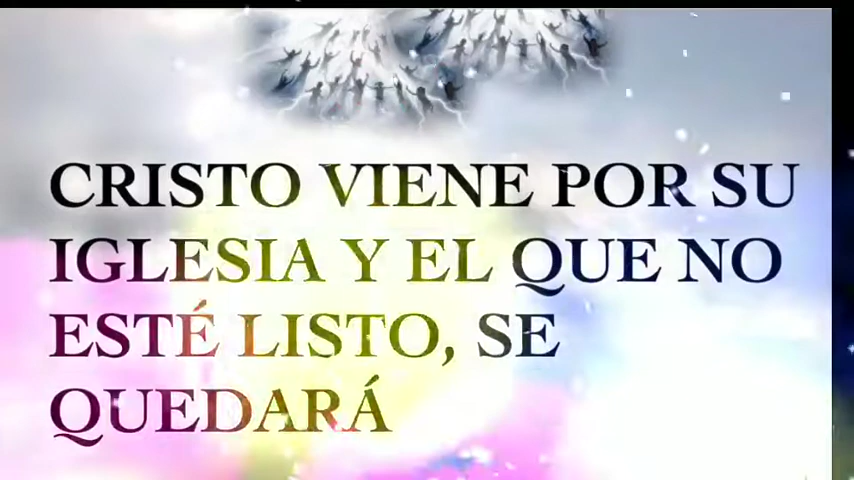 CRISTO VIENE POR SU
IGLESIA Y EL QUE NO
ESTÉ LISTO, SE
QUEDARÁ